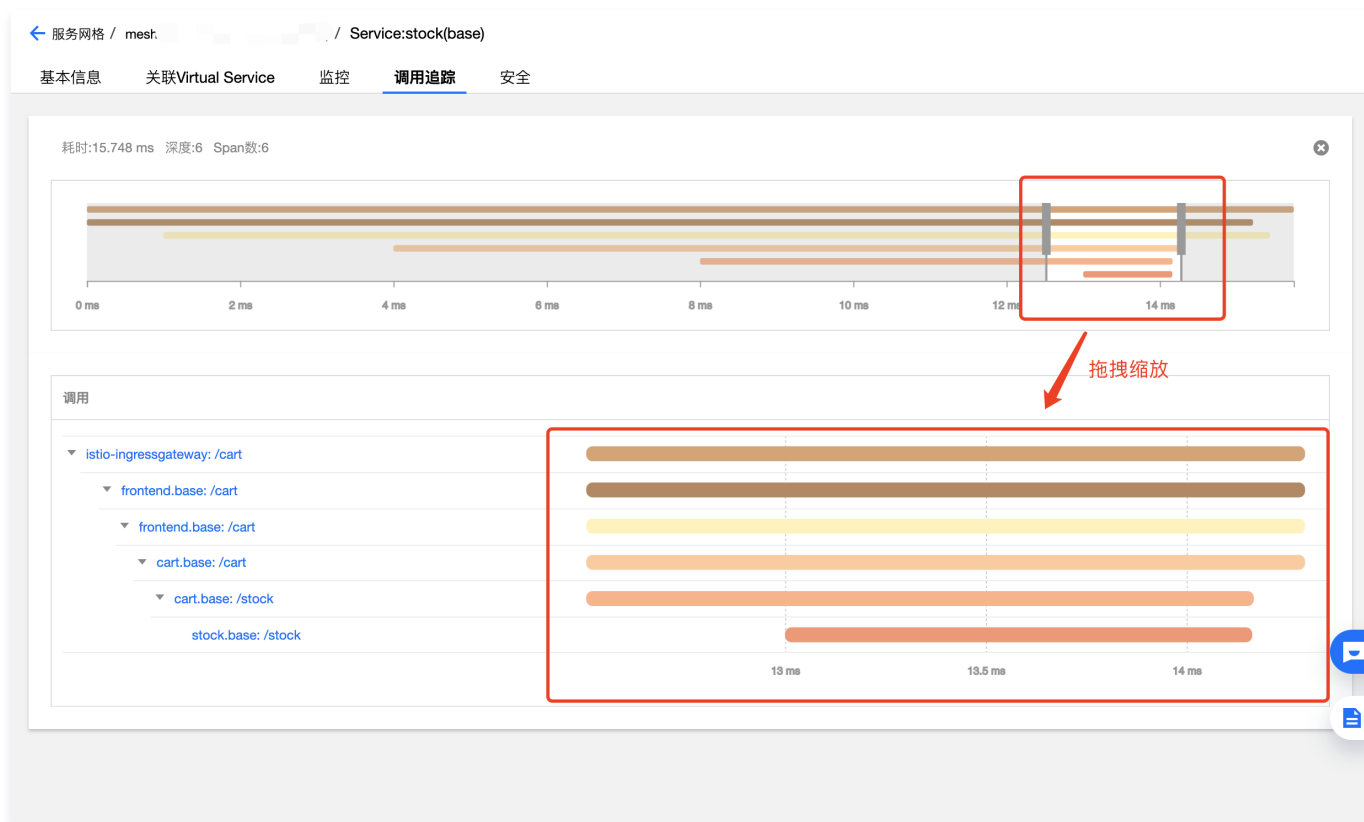 服务网格 / mesh / Service:stock(base)
基本信息 关联Virtual Service 监控 调用追踪 安全
耗时:15.748 ms 深度:6 Span数:6
0 ms 2 ms 4 ms 6 ms 8 ms 10 ms 12 ms 14 ms
拖拽缩放
调用
istio-ingressgateway: /cart
frontend.base: /cart
frontend.base: /cart
cart.base: /cart
cart.base: /stock
stock.base: /stock
13 ms 13.5 ms 14 ms